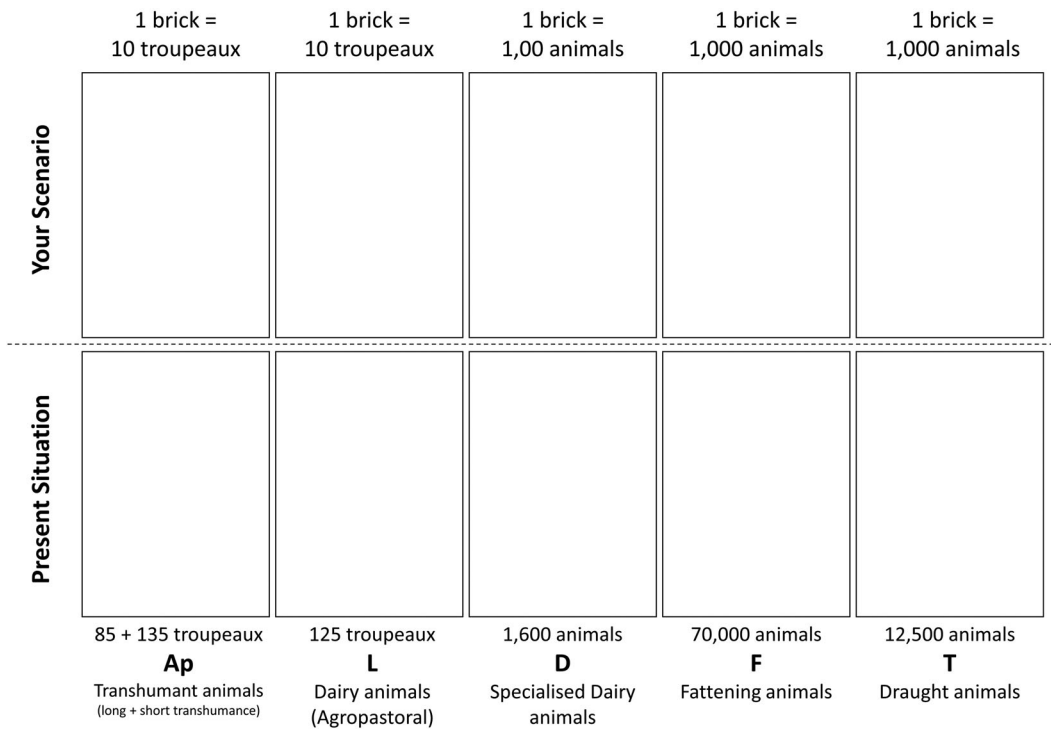 1 brick =
10 troupeaux
1 brick =
10 troupeaux
1 brick =
1,00 animals
1 brick =
1,000 animals
1 brick =
1,000 animals
Your Scenario
Present Situation
85 + 135 troupeaux
Ap
Transhumant animals
(long + short transhumance)
125 troupeaux
L
Dairy animals
(Agropastoral)
1,600 animals
D
Specialised Dairy
animals
70,000 animals
F
Fattening animals
12,500 animals
T
Draught animals